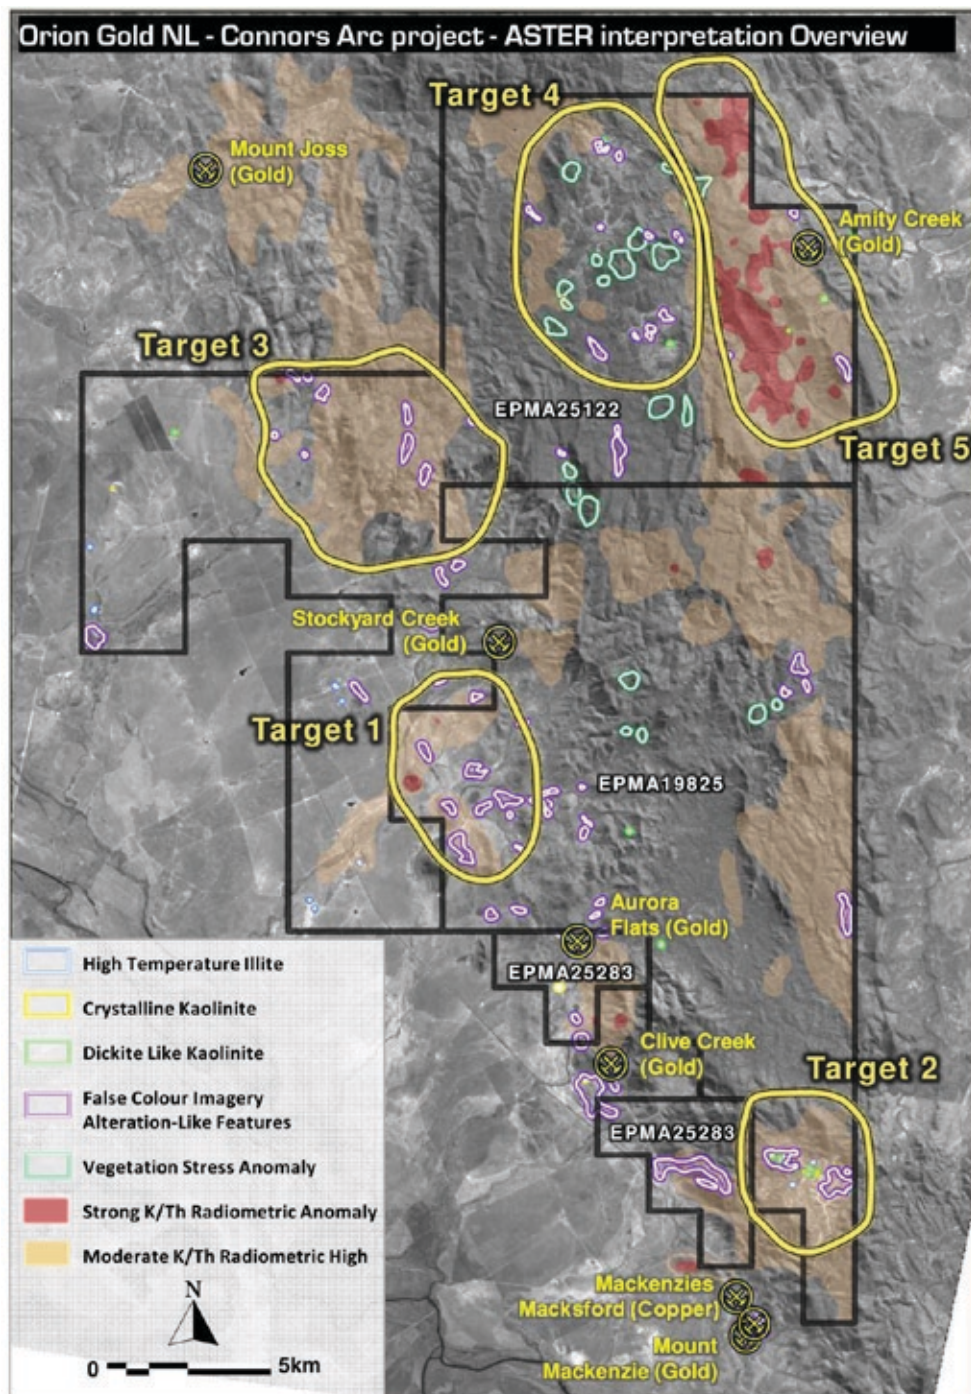 Orion Gold NL - Connors Arc project - ASTER interpretation Overview
Target 4
Mount Joss
(Gold)
Amity Creek
(Gold)
Target 3
EPMA25122
Target 5
Stockyard Creek
(Gold)
Target 1
EPMA19825
Aurora
Flats (Gold)
EPMA25283
Clive Creek
(Gold)
Target 2
EPMA25283
Mackenzies
Macksford (Copper)
Mount
Mackenzie (Gold)
High Temperature Illite
Crystalline Kaolinite
Dickite Like Kaolinite
False Colour Imagery
Alteration-Like Features
Vegetation Stress Anomaly
Strong K/Th Radiometric Anomaly
Moderate K/Th Radiometric High
N
0 5km